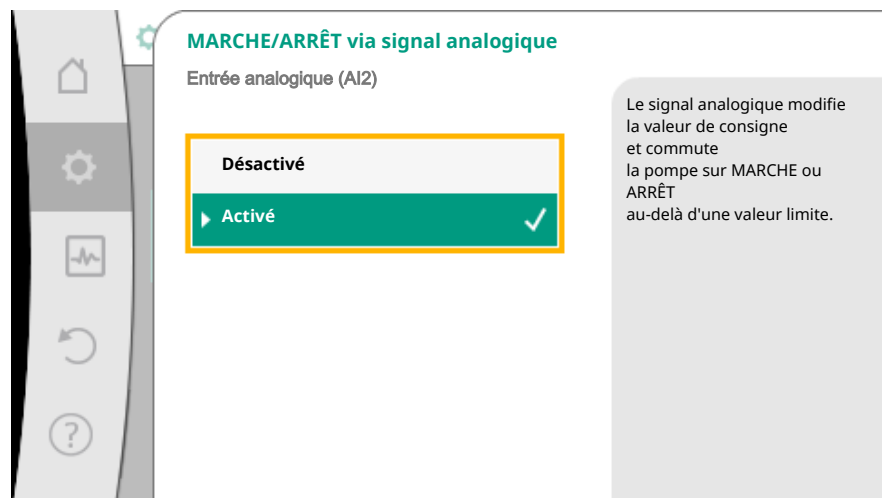 MARCHE/ARRÊT via signal analogique
Entrée analogique (AI2)
Désactivé
Activé
Le signal analogique modifie
la valeur de consigne
et commute
la pompe sur MARCHE ou
ARRÊT
au-delà d'une valeur limite.
?